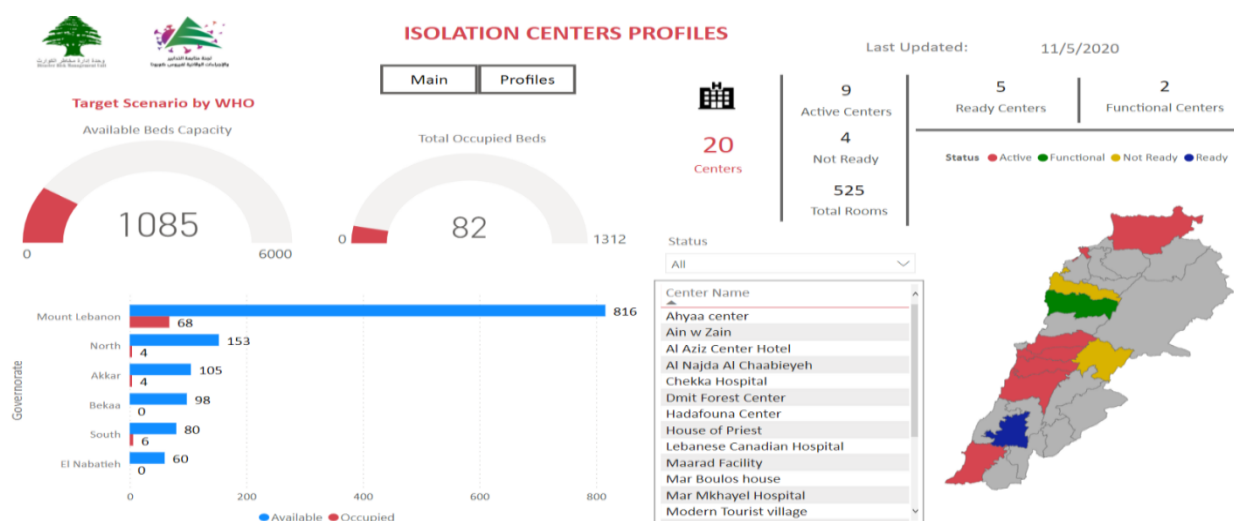 ISOLATION CENTERS PROFILES
Last Updated: 11/5/2020
Main
Profiles
Target Scenario by WHO
Available Beds Capacity
1085
0
6000
Total Occupied Beds
82
0
1312
20
Centers
9
Active Centers
4
Not Ready
525
Total Rooms
5
Ready Centers
2
Functional Centers
Status Active Functional Not Ready Ready
Status
All
Center Name
Ahyaa center
Ain w Zain
Al Aziz Center Hotel
Al Najda Al Chaabieyeh
Chekka Hospital
Dmit Forest Center
Hadafouna Center
House of Priest
Lebanese Canadian Hospital
Maarad Facility
Mar Boulos house
Mar Mkhayel Hospital
Modern Tourist village
Governorate
Mount Lebanon 816
68
North 153
4
Akkar 105
4
Bekaa 98
0
South 80
6
El Nabatieh 60
0
0 200 400 600 800
Available Occupied